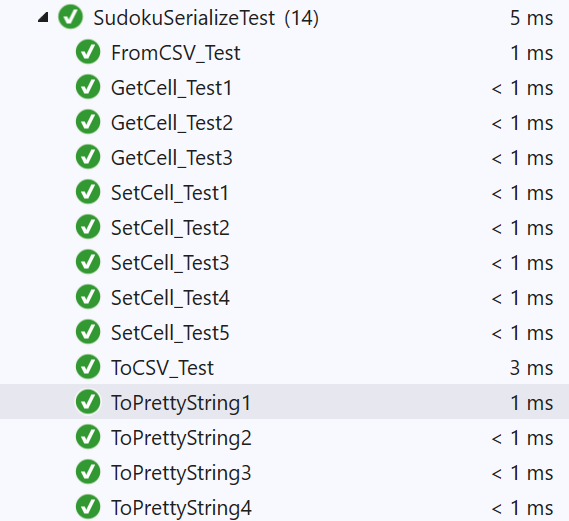 SudokuSerializeTest (14) 5 ms
FromCSV_Test 1 ms
GetCell_Test1 < 1 ms
GetCell_Test2 < 1 ms
GetCell_Test3 < 1 ms
SetCell_Test1 < 1 ms
SetCell_Test2 < 1 ms
SetCell_Test3 < 1 ms
SetCell_Test4 < 1 ms
SetCell_Test5 < 1 ms
ToCSV_Test 3 ms
ToPrettyString1 1 ms
ToPrettyString2 < 1 ms
ToPrettyString3 < 1 ms
ToPrettyString4 < 1 ms